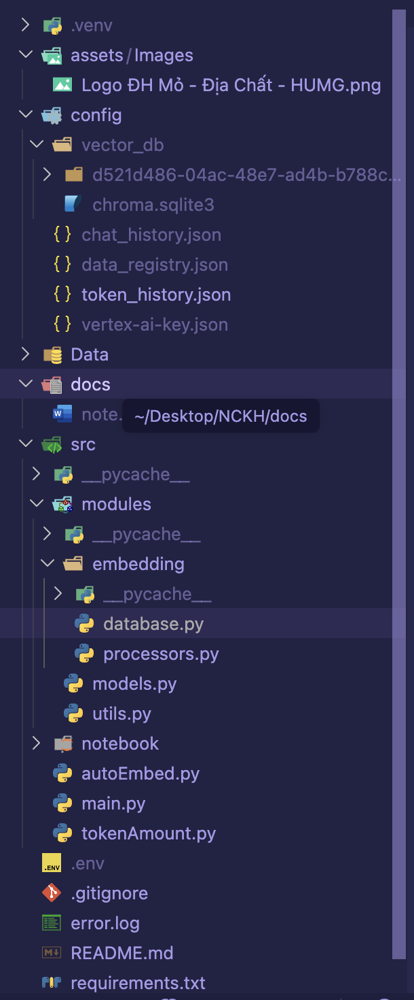 .venv
assets / Images
Logo ĐH Mỏ - Địa Chất - HUMG.png
config
vector_db
d521d486-04ac-48e7-ad4b-b788c...
chroma.sqlite3
{} chat_history.json
{} data_registry.json
{} token_history.json
{} vertex-ai-key.json
Data
docs
W note.
~/Desktop/NCKH/docs
src
__pycache__
modules
__pycache__
embedding
__pycache__
database.py
processors.py
models.py
utils.py
notebook
autoEmbed.py
main.py
tokenAmount.py
.ENV .env
.gitignore
error.log
README.md
requirements.txt